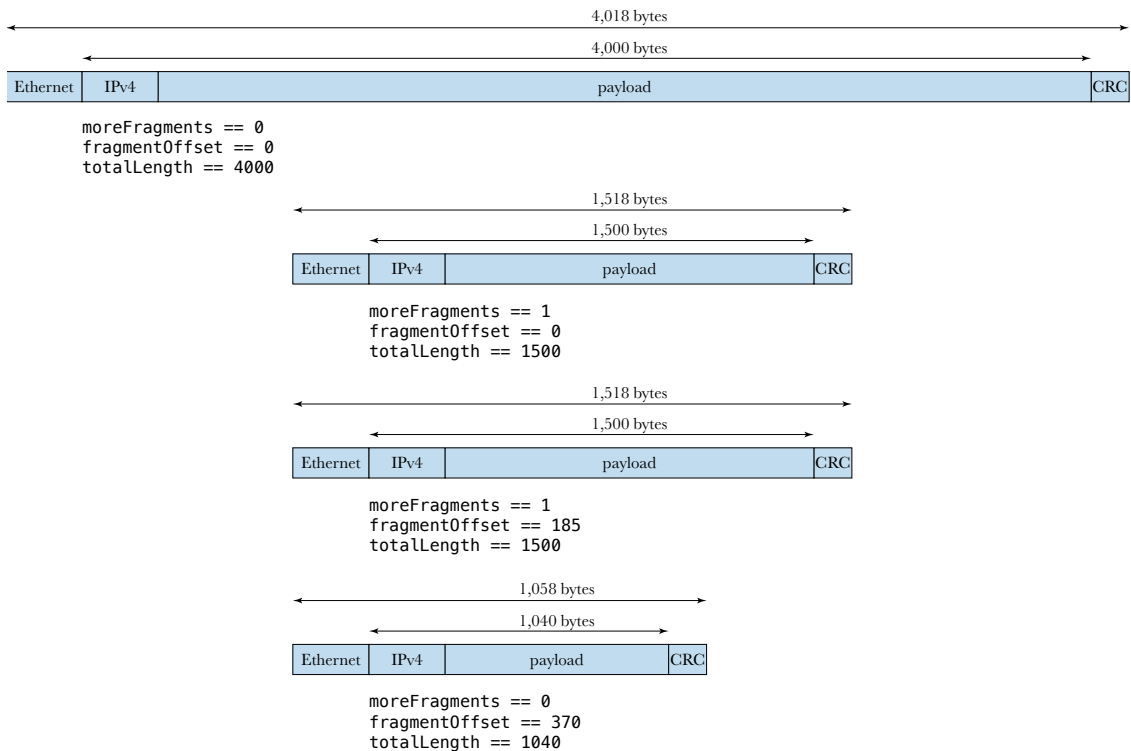 4,018 bytes
4,000 bytes
Ethernet IPv4 payload CRC
moreFragments == 0
fragmentOffset == 0
totalLength == 4000
1,518 bytes
1,500 bytes
Ethernet IPv4 payload CRC
moreFragments == 1
fragmentOffset == 0
totalLength == 1500
1,518 bytes
1,500 bytes
Ethernet IPv4 payload CRC
moreFragments == 1
fragmentOffset == 185
totalLength == 1500
1,058 bytes
1,040 bytes
Ethernet IPv4 payload CRC
moreFragments == 0
fragmentOffset == 370
totalLength == 1040